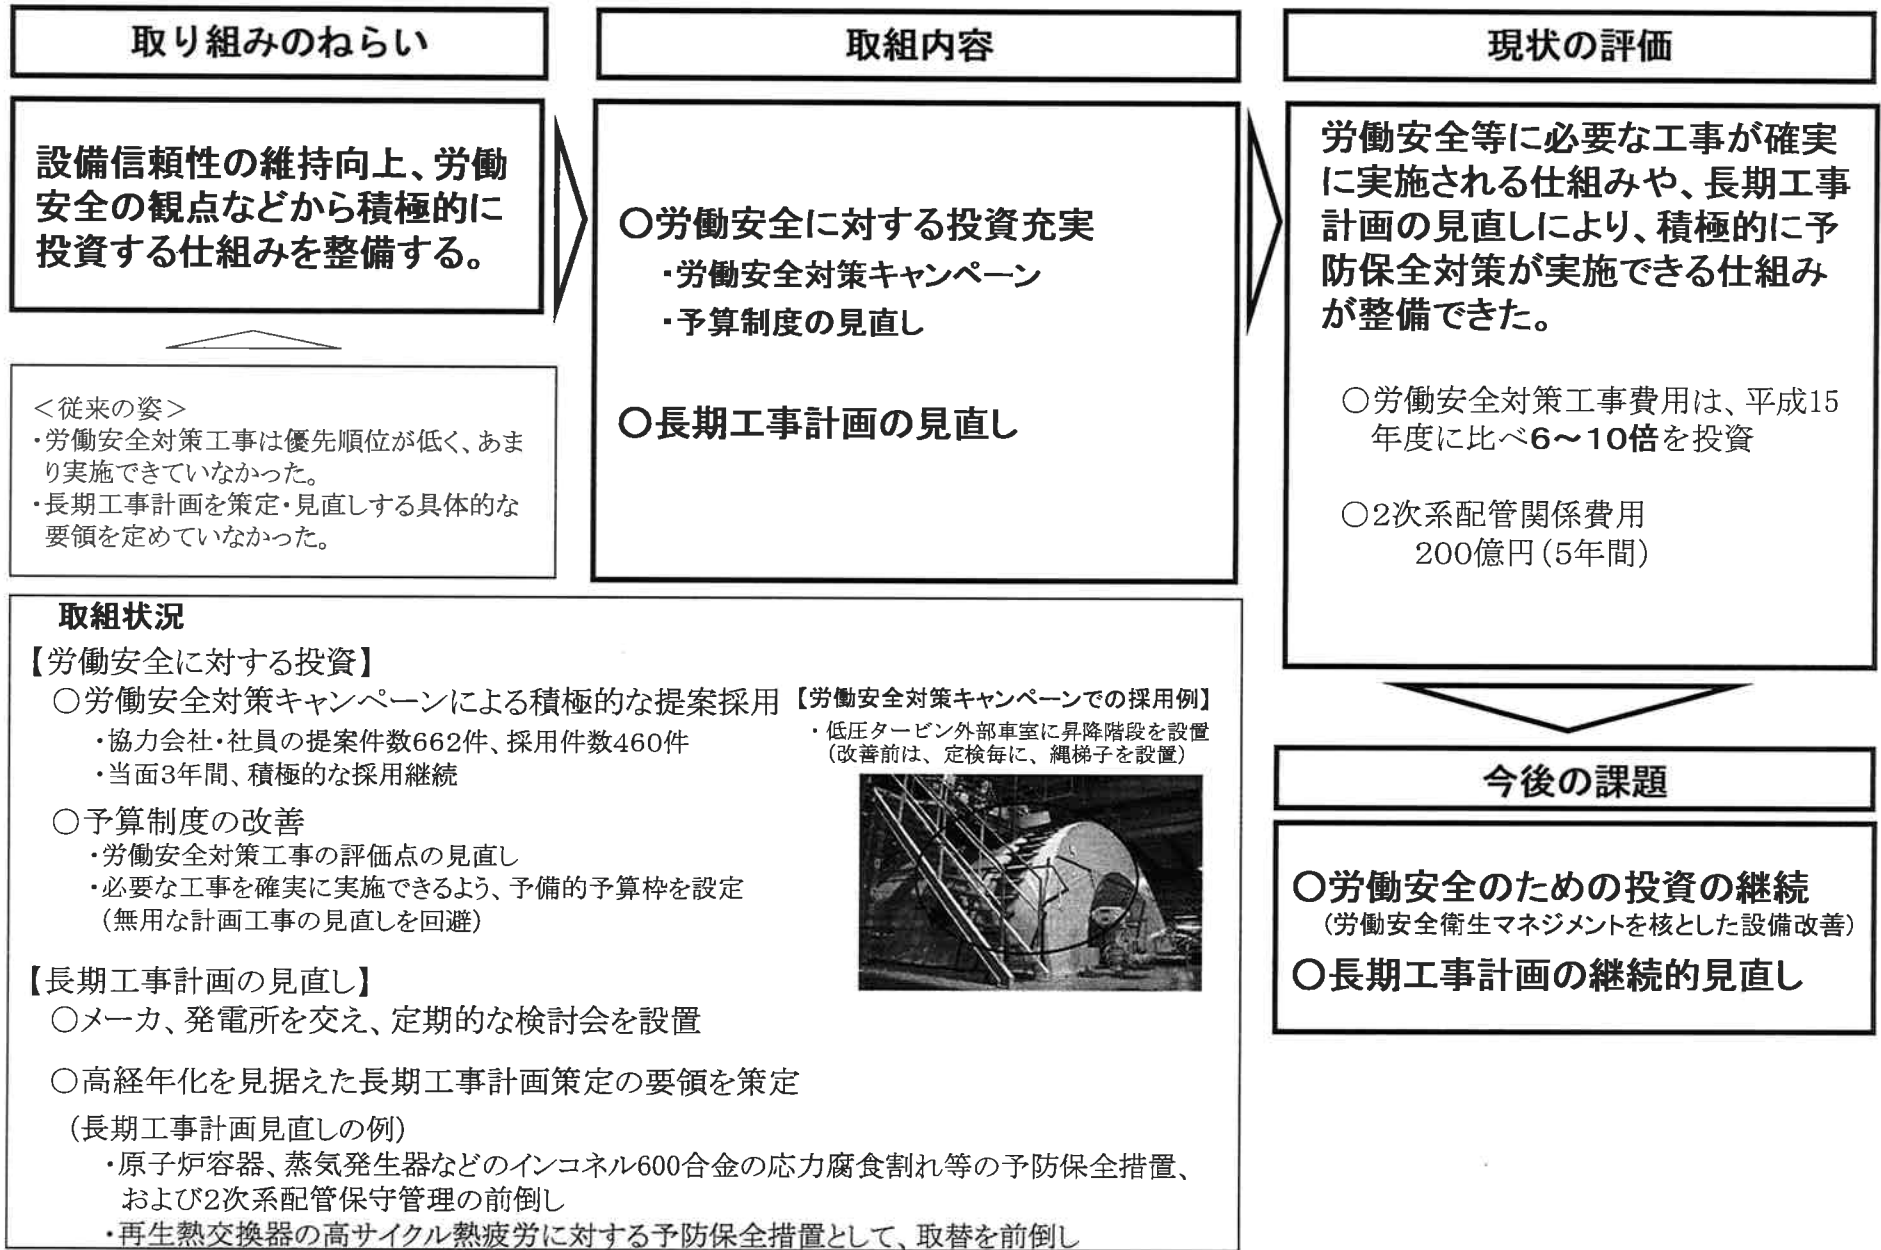 取り組みのねらい
設備信頼性の維持向上、労働
安全の観点などから積極的に
投資する仕組みを整備する。
＜従来の姿＞
・労働安全対策工事は優先順位が低く、あま
り実施できていなかった。
・長期工事計画を策定・見直しする具体的な
要領を定めていなかった。
取組内容
○労働安全に対する投資充実
・労働安全対策キャンペーン
・予算制度の見直し
○長期工事計画の見直し
現状の評価
労働安全等に必要な工事が確実
に実施される仕組みや、長期工事
計画の見直しにより、積極的に予
防保全対策が実施できる仕組み
が整備できた。
○労働安全対策工事費用は、平成15
年度に比べ6～10倍を投資
○2次系配管関係費用
200億円(5年間)
取組状況
【労働安全に対する投資】
○労働安全対策キャンペーンによる積極的な提案採用
・協力会社・社員の提案件数662件、採用件数460件
・当面3年間、積極的な採用継続
○予算制度の改善
・労働安全対策工事の評価点の見直し
・必要な工事を確実に実施できるよう、予備的予算枠を設定
(無用な計画工事の見直しを回避)
【労働安全対策キャンペーンでの採用例】
・低圧タービン外部車室に昇降階段を設置
(改善前は、定検毎に、縄梯子を設置)
【長期工事計画の見直し】
○メーカ、発電所を交え、定期的な検討会を設置
○高経年化を見据えた長期工事計画策定の要領を策定
(長期工事計画見直しの例)
・原子炉容器、蒸気発生器などのインコネル600合金の応力腐食割れ等の予防保全措置、
および2次系配管保守管理の前倒し
・再生熱交換器の高サイクル熱疲労に対する予防保全措置として、取替を前倒し
今後の課題
○労働安全のための投資の継続
(労働安全衛生マネジメントを核とした設備改善)
○長期工事計画の継続的見直し